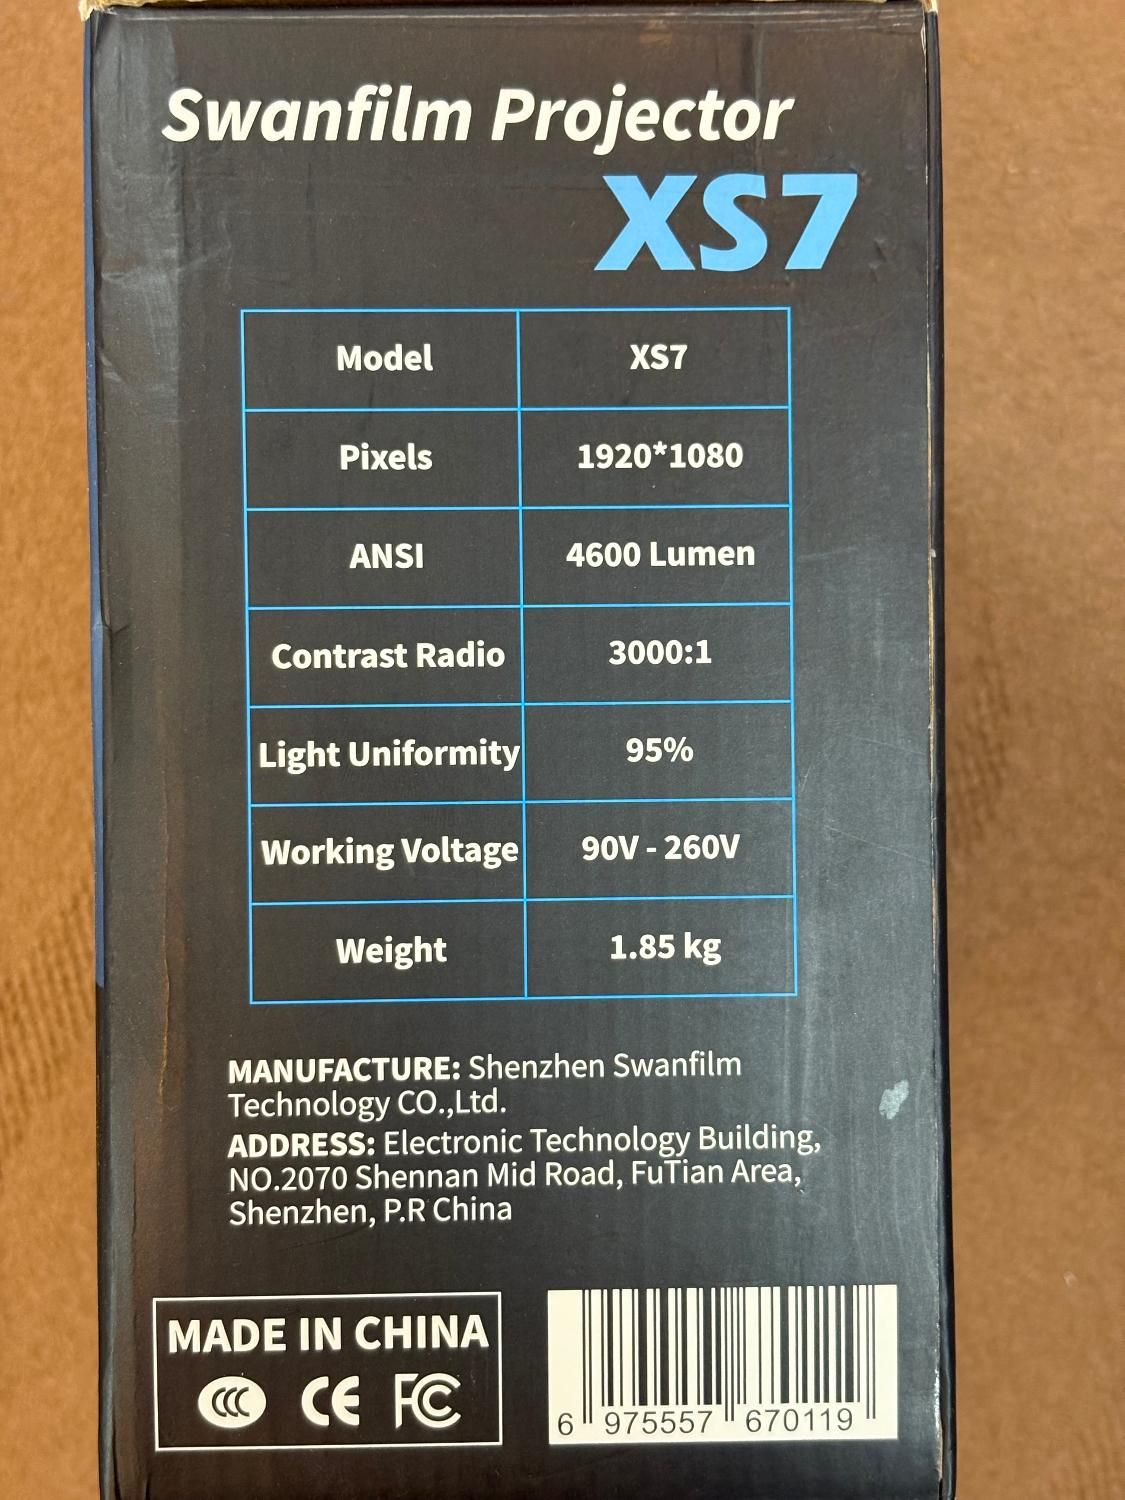 Swanfilm Projector
XS7
Model XS7
Pixels 1920*1080
ANSI 4600 Lumen
Contrast Radio 3000:1
Light Uniformity 95%
Working Voltage 90V - 260V
Weight 1.85 kg
MANUFACTURE: Shenzhen Swanfilm
Technology CO.,Ltd.
ADDRESS: Electronic Technology Building,
NO.2070 Shennan Mid Road, FuTian Area,
Shenzhen, P.R China
MADE IN CHINA
CCC CE FC
6 975557 670119